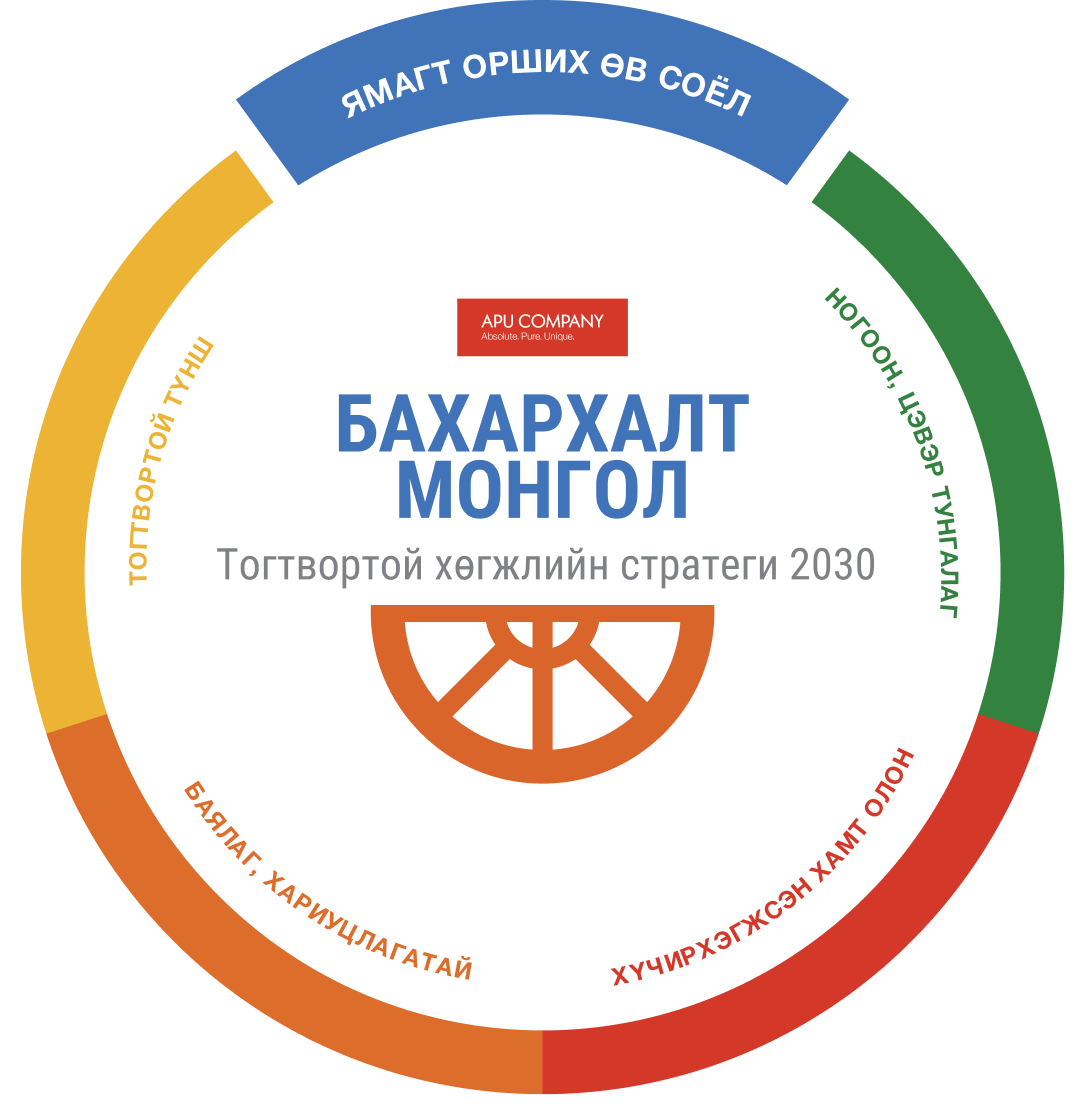 ЯМАГТ ОРШИХ ӨВ СОЁЛ
НОГООН, ЦЭВЭР ТУНГАЛАГ
ХҮЧИРХЭГЖСЭН ХАМТ ОЛОН
БАЯЛАГ, ХАРИУЦЛАГАТАЙ
ТОГТВОРТОЙ ТҮНШ
APU COMPANY
Absolute. Pure. Unique.
БАХАРХАЛТ
МОНГОЛ
Тогтвортой хөгжлийн стратеги 2030